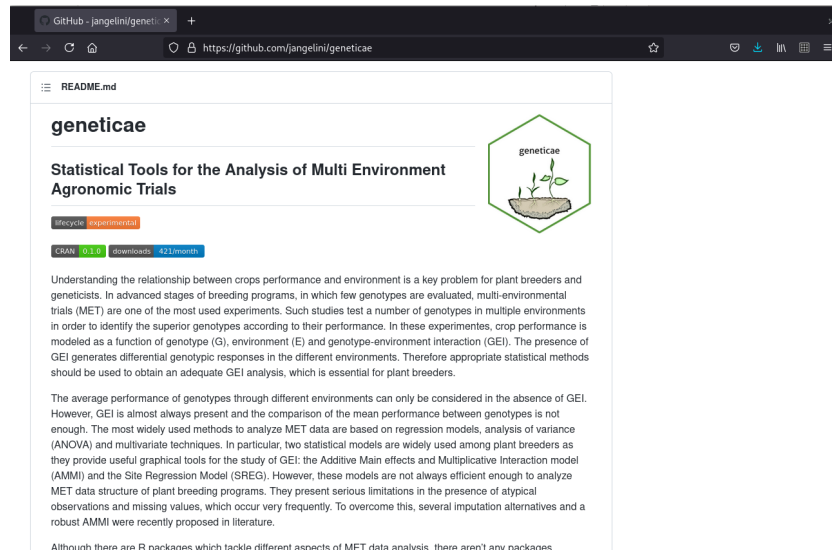 GitHub - jangelini/genetic
https://github.com/jangelini/geneticae
README.md
geneticae
geneticae
Statistical Tools for the Analysis of Multi Environment
Agronomic Trials
lifecycle experimental
CRAN 0.1.0 downloads 421/month
Understanding the relationship between crops performance and environment is a key problem for plant breeders and
geneticists. In advanced stages of breeding programs, in which few genotypes are evaluated, multi-environmental
trials (MET) are one of the most used experiments. Such studies test a number of genotypes in multiple environments
in order to identify the superior genotypes according to their performance. In these experimentes, crop performance is
modeled as a function of genotype (G), environment (E) and genotype-environment interaction (GEI). The presence of
GEI generates differential genotypic responses in the different environments. Therefore appropriate statistical methods
should be used to obtain an adequate GEI analysis, which is essential for plant breeders.
The average performance of genotypes through different environments can only be considered in the absence of GEI.
However, GEI is almost always present and the comparison of the mean performance between genotypes is not
enough. The most widely used methods to analyze MET data are based on regression models, analysis of variance
(ANOVA) and multivariate techniques. In particular, two statistical models are widely used among plant breeders as
they provide useful graphical tools for the study of GEI: the Additive Main effects and Multiplicative Interaction model
(AMMI) and the Site Regression Model (SREG). However, these models are not always efficient enough to analyze
MET data structure of plant breeding programs. They present serious limitations in the presence of atypical
observations and missing values, which occur very frequently. To overcome this, several imputation alternatives and a
robust AMMI were recently proposed in literature.
Although there are R packages which tackle different aspects of MET data analysis, there aren't any packages